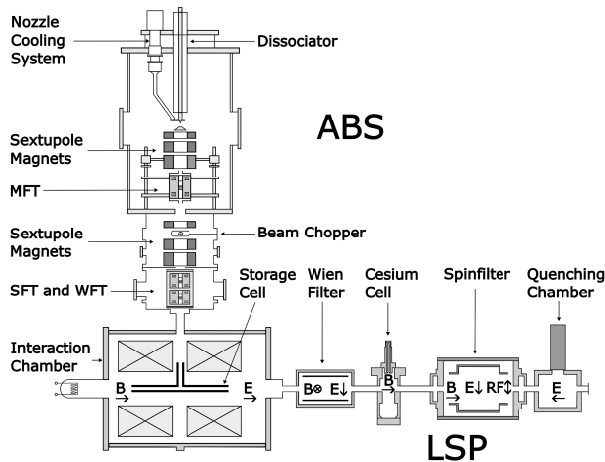 Nozzle
Cooling
System
Dissociator
ABS
Sextupole
Magnets
MFT
Sextupole
Magnets
Beam Chopper
SFT and WFT
Storage
Cell
Wien
Filter
Cesium
Cell
Spinfilter
Quenching
Chamber
Interaction
Chamber
B → E →
B⊗ E↓
B →
B → E↓ RF↕
E ←
LSP